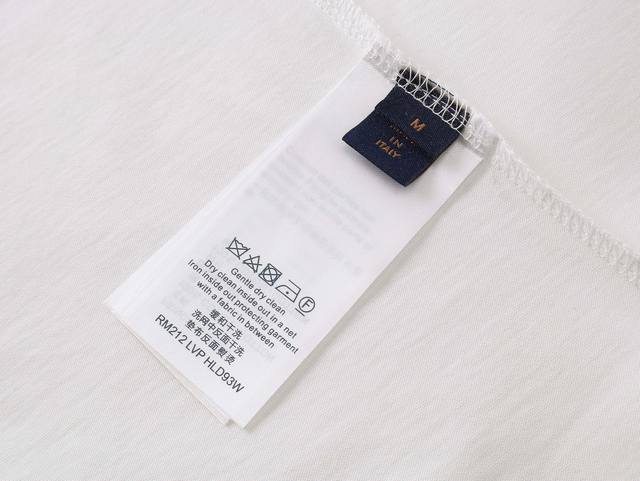 M
IN
ITALY
Gentle dry clean
Dry clean inside out in a net
Iron inside out protecting garment
with a fabric in between
缓和干洗
洗网中反面干洗
垫布反面熨烫
RM212 LVP HLD93W